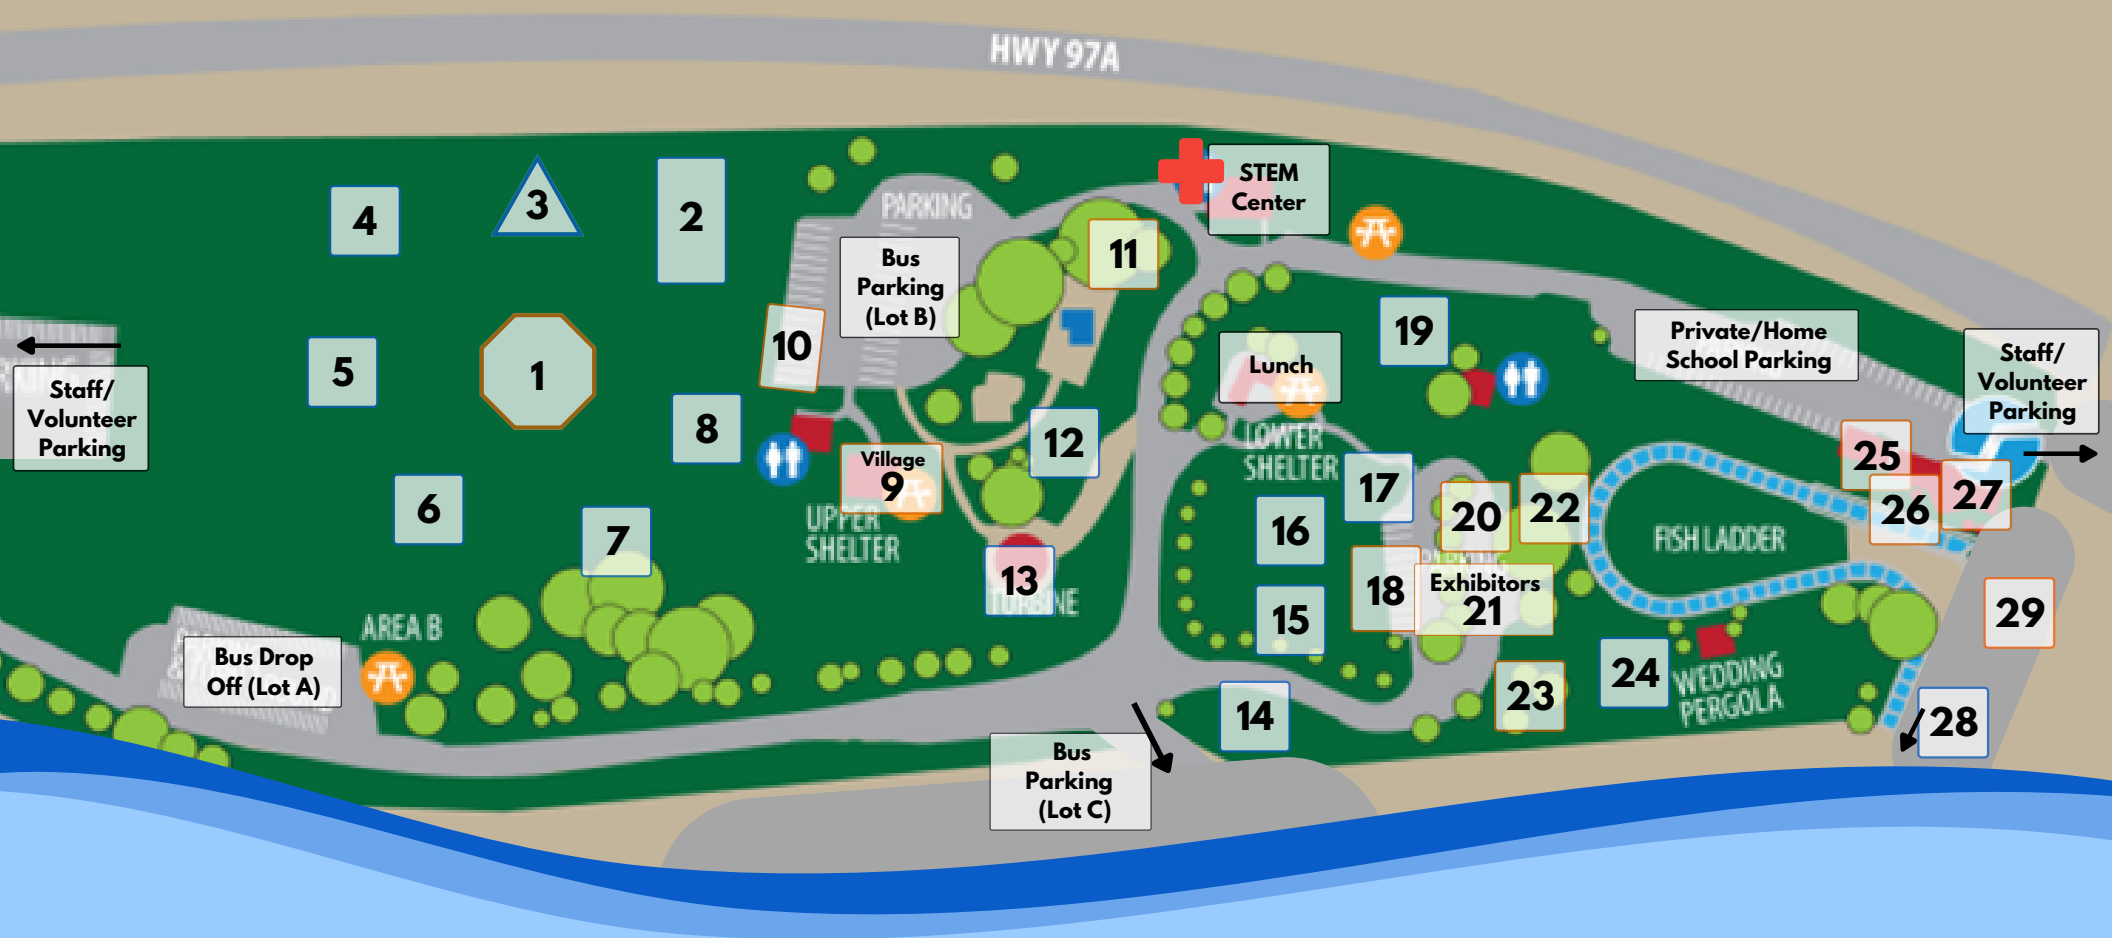 HWY 97A
STEM
Center
4
3
2
PARKING
11
Bus
Parking
(Lot B)
10
19
Private/Home
School Parking
Staff/
Volunteer
Parking
Staff/
Volunteer
Parking
5
1
Lunch
8
12
LOWER
SHELTER
Village
9
17
25
26
27
20
22
6
7
UPPER
SHELTER
16
FISH LADDER
13
18
Exhibitors
21
15
29
AREA B
Bus Drop
Off (Lot A)
24
WEDDING
PERGOLA
23
14
28
Bus
Parking
(Lot C)